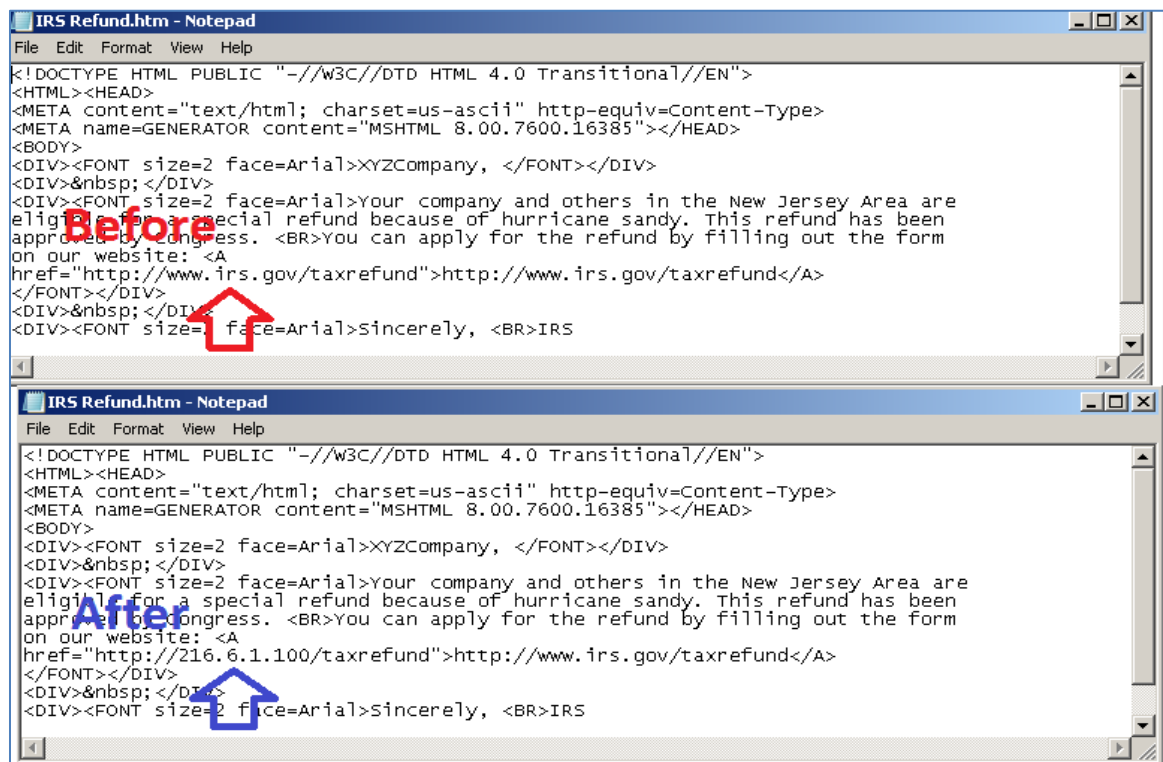 IRS Refund.htm - Notepad
File Edit Format View Help
<!DOCTYPE HTML PUBLIC "-//W3C//DTD HTML 4.0 Transitional//EN">
<HTML><HEAD>
<META content="text/html; charset=us-ascii" http-equiv=Content-Type>
<META name=GENERATOR content="MSHTML 8.00.7600.16385"></HEAD>
<BODY>
<DIV><FONT size=2 face=Arial>XYZCompany, </FONT></DIV>
<DIV>&nbsp;</DIV>
<DIV><FONT size=2 face=Arial>Your company and others in the New Jersey Area are
eligible for a special refund because of hurricane sandy. This refund has been
Before
approved by Congress. <BR>You can apply for the refund by filling out the form
on our website: <A
href="http://www.irs.gov/taxrefund">http://www.irs.gov/taxrefund</A>
</FONT></DIV>
<DIV>&nbsp;</DIV>
<DIV><FONT size=2 face=Arial>Sincerely, <BR>IRS
IRS Refund.htm - Notepad
File Edit Format View Help
<!DOCTYPE HTML PUBLIC "-//W3C//DTD HTML 4.0 Transitional//EN">
<HTML><HEAD>
<META content="text/html; charset=us-ascii" http-equiv=Content-Type>
<META name=GENERATOR content="MSHTML 8.00.7600.16385"></HEAD>
<BODY>
<DIV><FONT size=2 face=Arial>XYZCompany, </FONT></DIV>
<DIV>&nbsp;</DIV>
<DIV><FONT size=2 face=Arial>Your company and others in the New Jersey Area are
eligible for a special refund because of hurricane sandy. This refund has been
After
approved by Congress. <BR>You can apply for the refund by filling out the form
on our website: <A
href="http://216.6.1.100/taxrefund">http://www.irs.gov/taxrefund</A>
</FONT></DIV>
<DIV>&nbsp;</DIV>
<DIV><FONT size=2 face=Arial>Sincerely, <BR>IRS